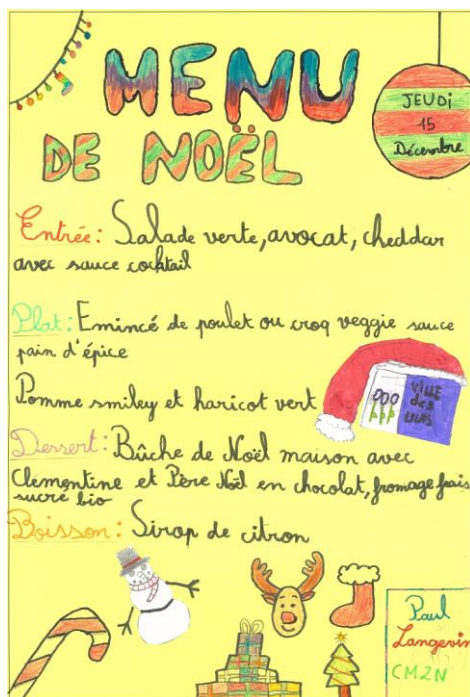 MENU
DE NOËL
JEUDi
15
Décembre
Entrée: Salade verte, avocat, cheddar
avec sauce cocktail
Plat: Emincé de poulet ou croq veggie sauce
pain d'épice
Pomme smiley et haricot vert
VILLE
des
LILAS
Dessert: Bûche de Noël maison avec
Clementine et Père Noël en chocolat, fromage frais
sucré bio
Boisson: Sirop de citron
Paul
Langevin
CM2N